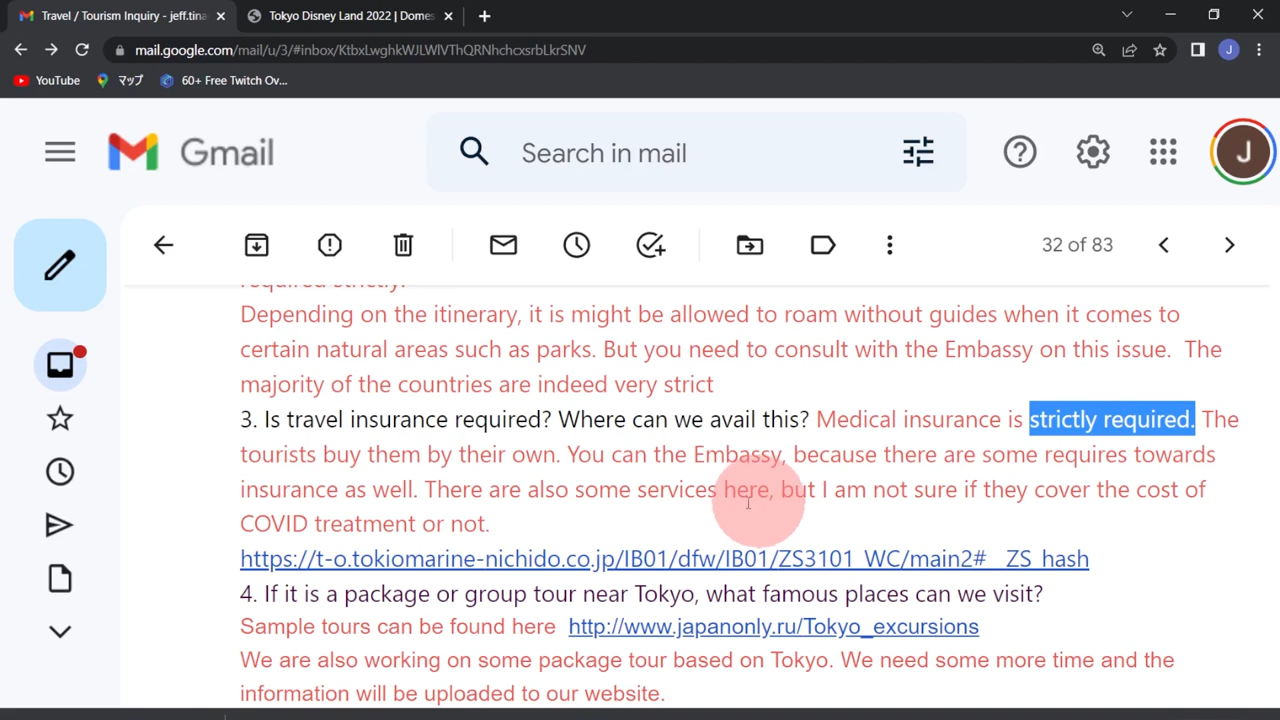 Travel / Tourism Inquiry - jeff.tina
Tokyo Disney Land 2022 | Domes
mail.google.com/mail/u/3/#inbox/KtbxLwghkWJLWlVThQRNhchcxsrbLkrSNV
J
YouTube
マップ
60+ Free Twitch Ov...
Gmail
Search in mail
J
32 of 83
required strictly.
Depending on the itinerary, it is might be allowed to roam without guides when it comes to
certain natural areas such as parks. But you need to consult with the Embassy on this issue. The
majority of the countries are indeed very strict
3. Is travel insurance required? Where can we avail this? Medical insurance is strictly required. The
tourists buy them by their own. You can the Embassy, because there are some requires towards
insurance as well. There are also some services here, but I am not sure if they cover the cost of
COVID treatment or not.
https://t-o.tokiomarine-nichido.co.jp/IB01/dfw/IB01/ZS3101_WC/main2#__ZS_hash
4. If it is a package or group tour near Tokyo, what famous places can we visit?
Sample tours can be found here http://www.japanonly.ru/Tokyo_excursions
We are also working on some package tour based on Tokyo. We need some more time and the
information will be uploaded to our website.